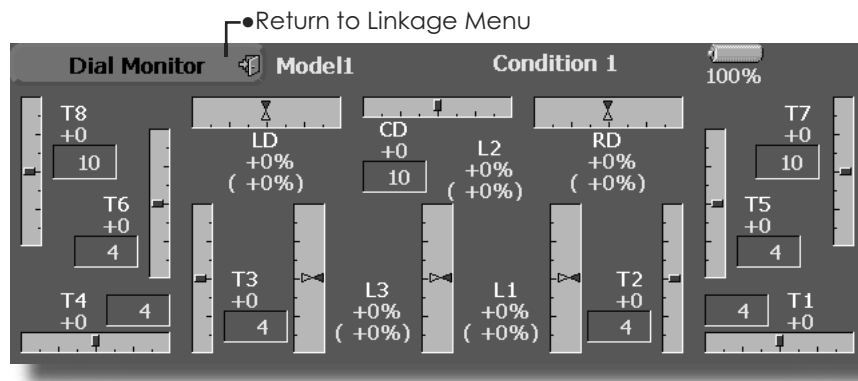 ●Return to Linkage Menu
Dial Monitor Model1 Condition 1 100%
T8
+0
10
T6
+0
4
T4
+0
4
LD
+0%
( +0%)
T3
+0
4
L3
+0%
( +0%)
CD
+0
10
L2
+0%
( +0%)
L1
+0%
( +0%)
RD
+0%
( +0%)
T2
+0
4
T7
+0
10
T5
+0
4
4
T1
+0